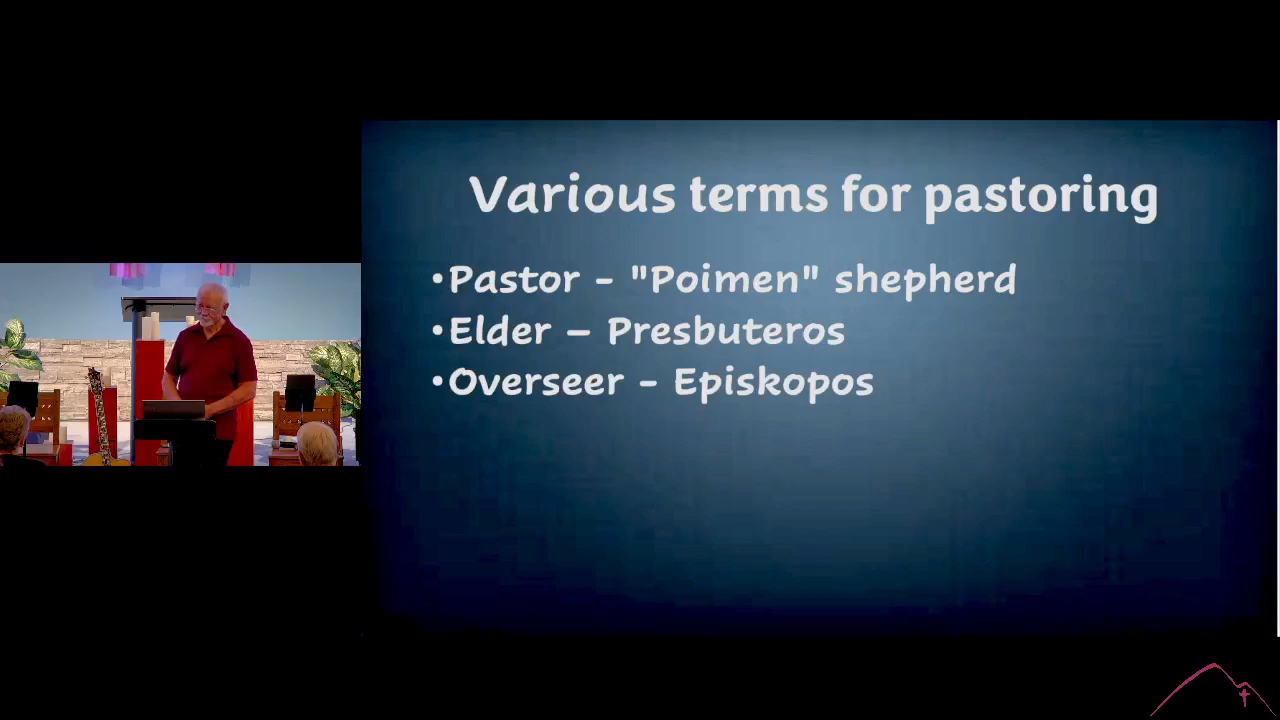 Various terms for pastoring
•Pastor - "Poimen" shepherd
•Elder – Presbuteros
•Overseer - Episkopos